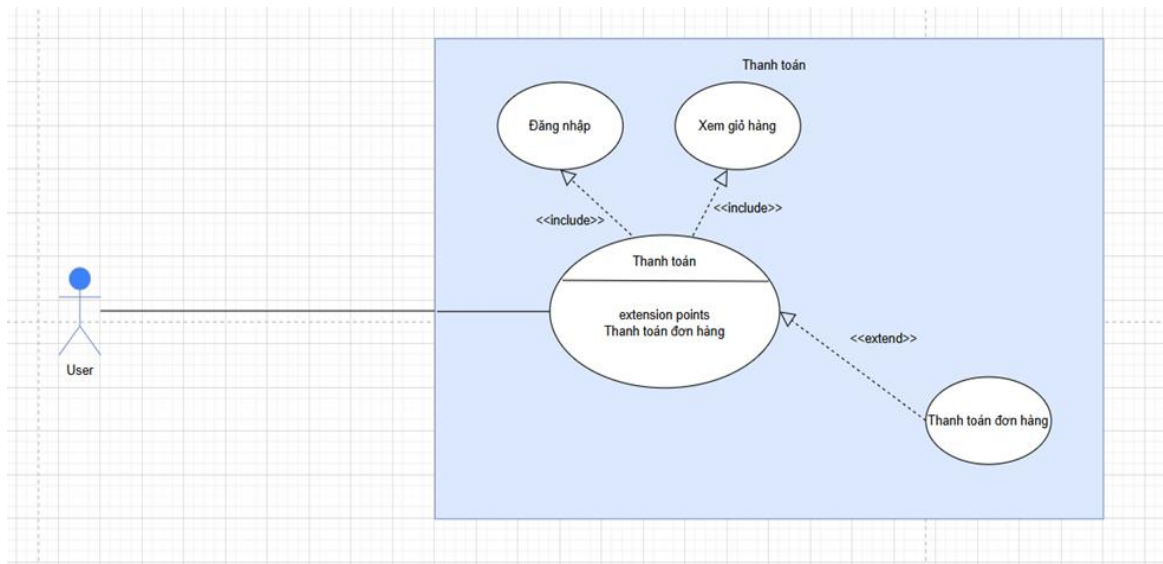 Thanh toán
Đăng nhập
Xem giỏ hàng
<<include>>
<<include>>
Thanh toán
extension points
Thanh toán đơn hàng
<<extend>>
Thanh toán đơn hàng
User